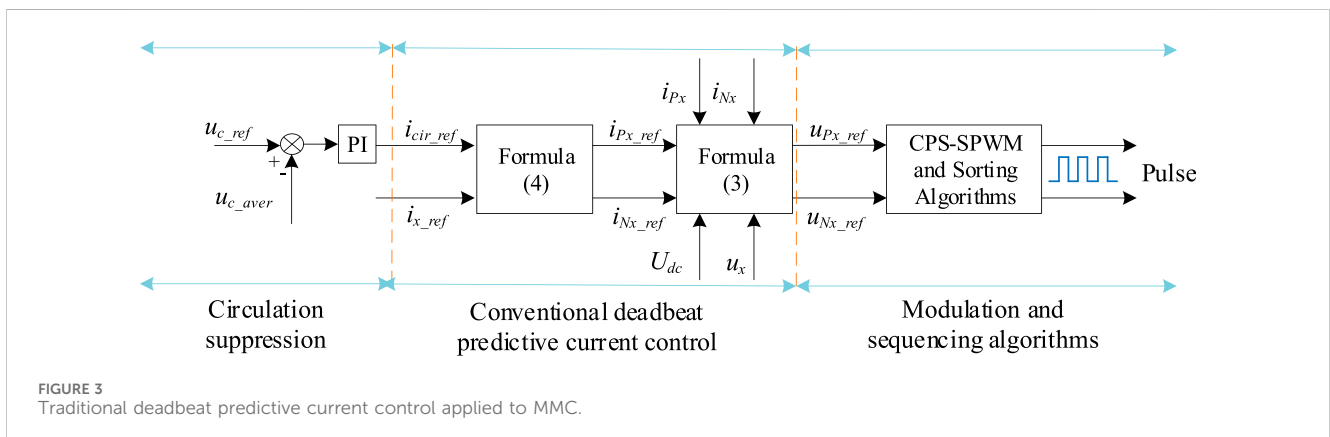 i_Px i_Nx
u_c_ref
+
-
u_c_aver
PI
i_cir_ref
i_x_ref
Formula
(4)
i_Px_ref
i_Nx_ref
Formula
(3)
U_dc u_x
u_Px_ref
u_Nx_ref
CPS-SPWM
and Sorting
Algorithms
Pulse
Circulation
suppression
Conventional deadbeat
predictive current control
Modulation and
sequencing algorithms
FIGURE 3
Traditional deadbeat predictive current control applied to MMC.